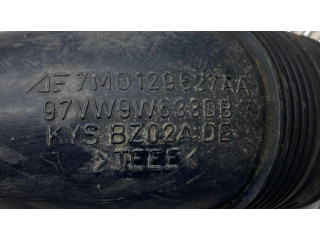 7M0129627AA
97VW9W633DB
KYS BZ02A DE
>TEEE<